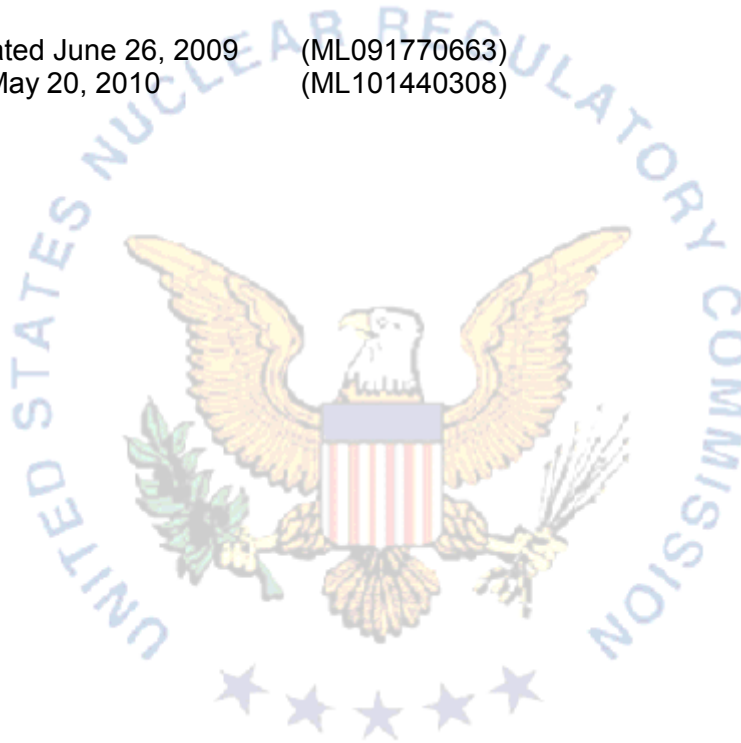 ated June 26, 2009 (ML091770663)
May 20, 2010 (ML101440308)
UNITED STATES NUCLEAR REGULATORY COMMISSION